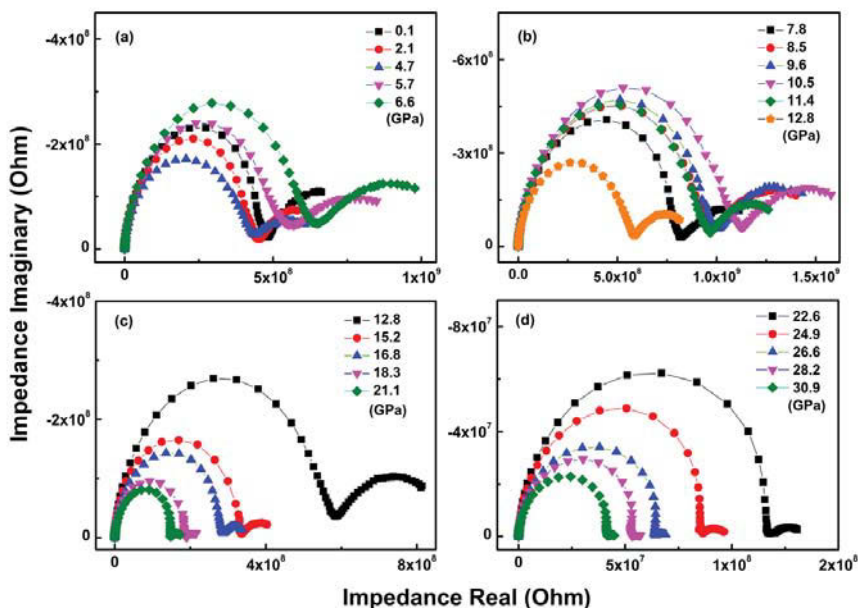 Impedance Imaginary (Ohm)
(a)
0.1
2.1
4.7
5.7
6.6
(GPa)
-4x10⁸
-2x10⁸
0
0
5x10⁸
1x10⁹
(b)
7.8
8.5
9.6
10.5
11.4
12.8
(GPa)
-6x10⁸
-3x10⁸
0
0.0
5.0x10⁸
1.0x10⁹
1.5x10⁹
(c)
12.8
15.2
16.8
18.3
21.1
(GPa)
-4x10⁸
-2x10⁸
0
0
4x10⁸
8x10⁸
(d)
22.6
24.9
26.6
28.2
30.9
(GPa)
-8x10⁷
-4x10⁷
0
0
5x10⁷
1x10⁸
2x10⁸
Impedance Real (Ohm)